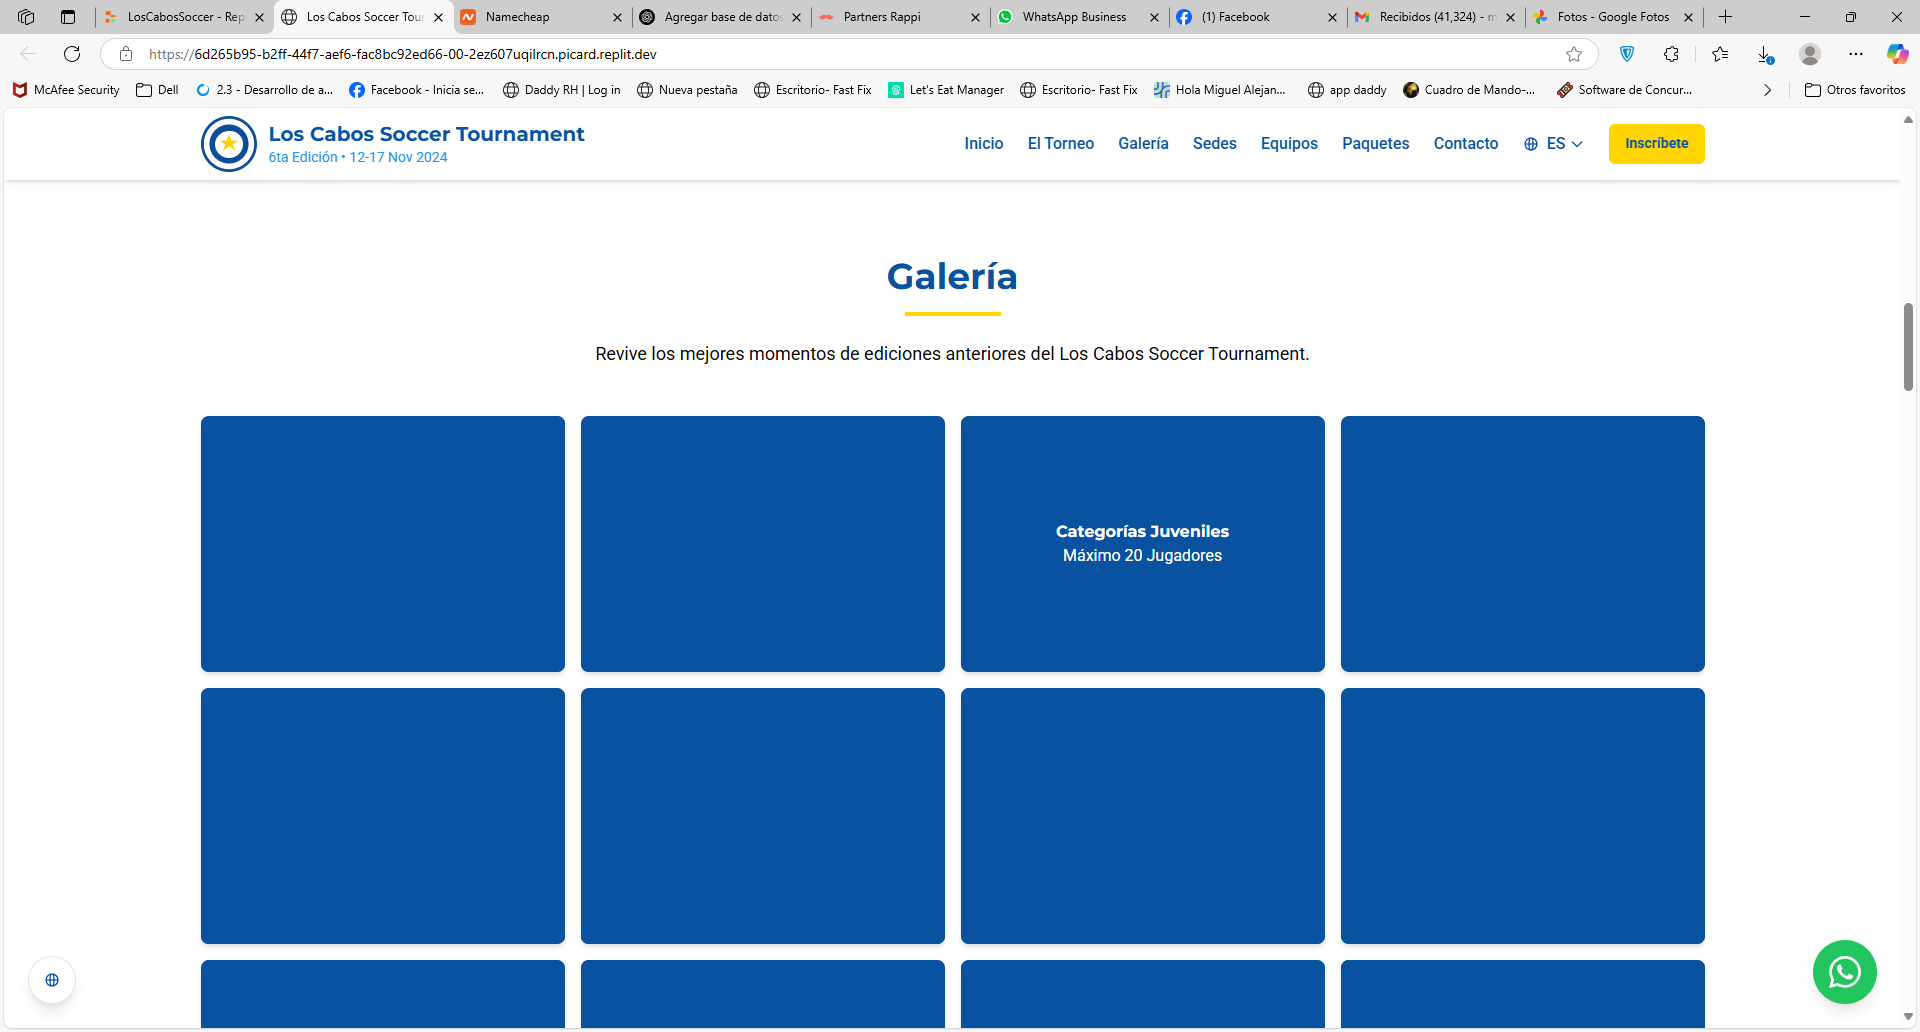 LosCabosSoccer - Rep
Los Cabos Soccer Tour
Namecheap
Agregar base de datos
Partners Rappi
WhatsApp Business
(1) Facebook
Recibidos (41,324) - m
Fotos - Google Fotos
https://6d265b95-b2ff-44f7-aef6-fac8bc92ed66-00-2ez607uqilrcn.picard.replit.dev
McAfee Security
Dell
2.3 - Desarrollo de a...
Facebook - Inicia se...
Daddy RH | Log in
Nueva pestaña
Escritorio- Fast Fix
Let's Eat Manager
Escritorio- Fast Fix
Hola Miguel Alejan...
app daddy
Cuadro de Mando-...
Software de Concur...
Otros favoritos
Los Cabos Soccer Tournament
6ta Edición • 12-17 Nov 2024
Inicio
El Torneo
Galería
Sedes
Equipos
Paquetes
Contacto
ES
Inscríbete
Galería
Revive los mejores momentos de ediciones anteriores del Los Cabos Soccer Tournament.
Categorías Juveniles
Máximo 20 Jugadores